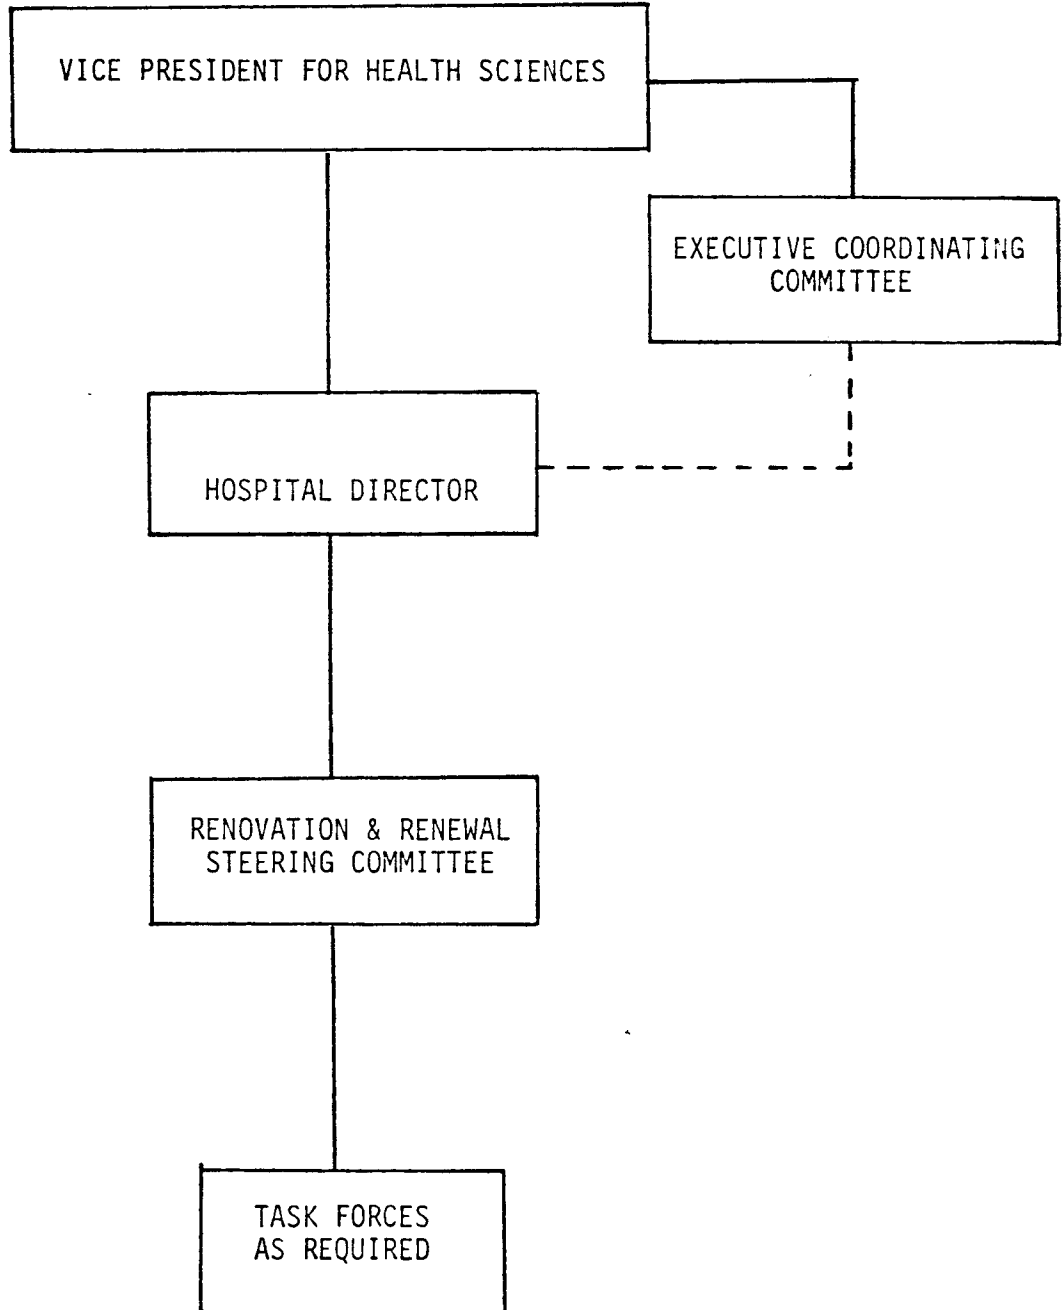 VICE PRESIDENT FOR HEALTH SCIENCES
EXECUTIVE COORDINATING
COMMITTEE
HOSPITAL DIRECTOR
RENOVATION & RENEWAL
STEERING COMMITTEE
TASK FORCES
AS REQUIRED